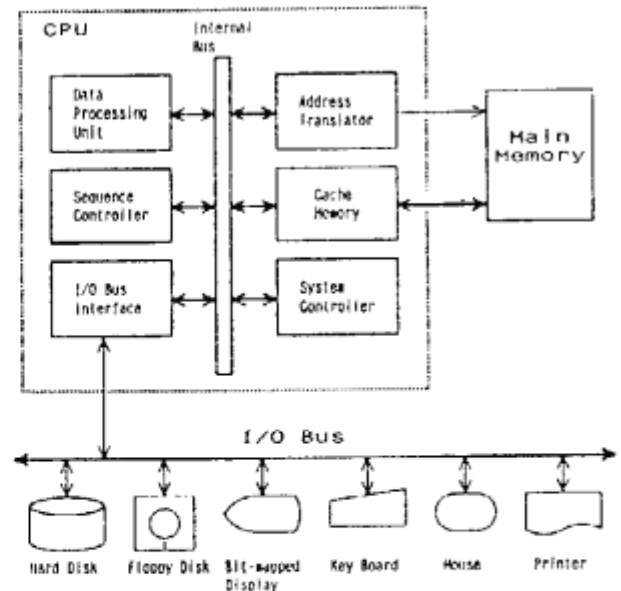 CPU
Internal
Bus
Data
Processing
Unit
Address
Translator
Main
Memory
Sequence
Controller
Cache
Memory
I/O Bus
Interface
System
Controller
I/O Bus
Hard Disk
Floppy Disk
Bit-mapped
Display
Key Board
Mouse
Printer